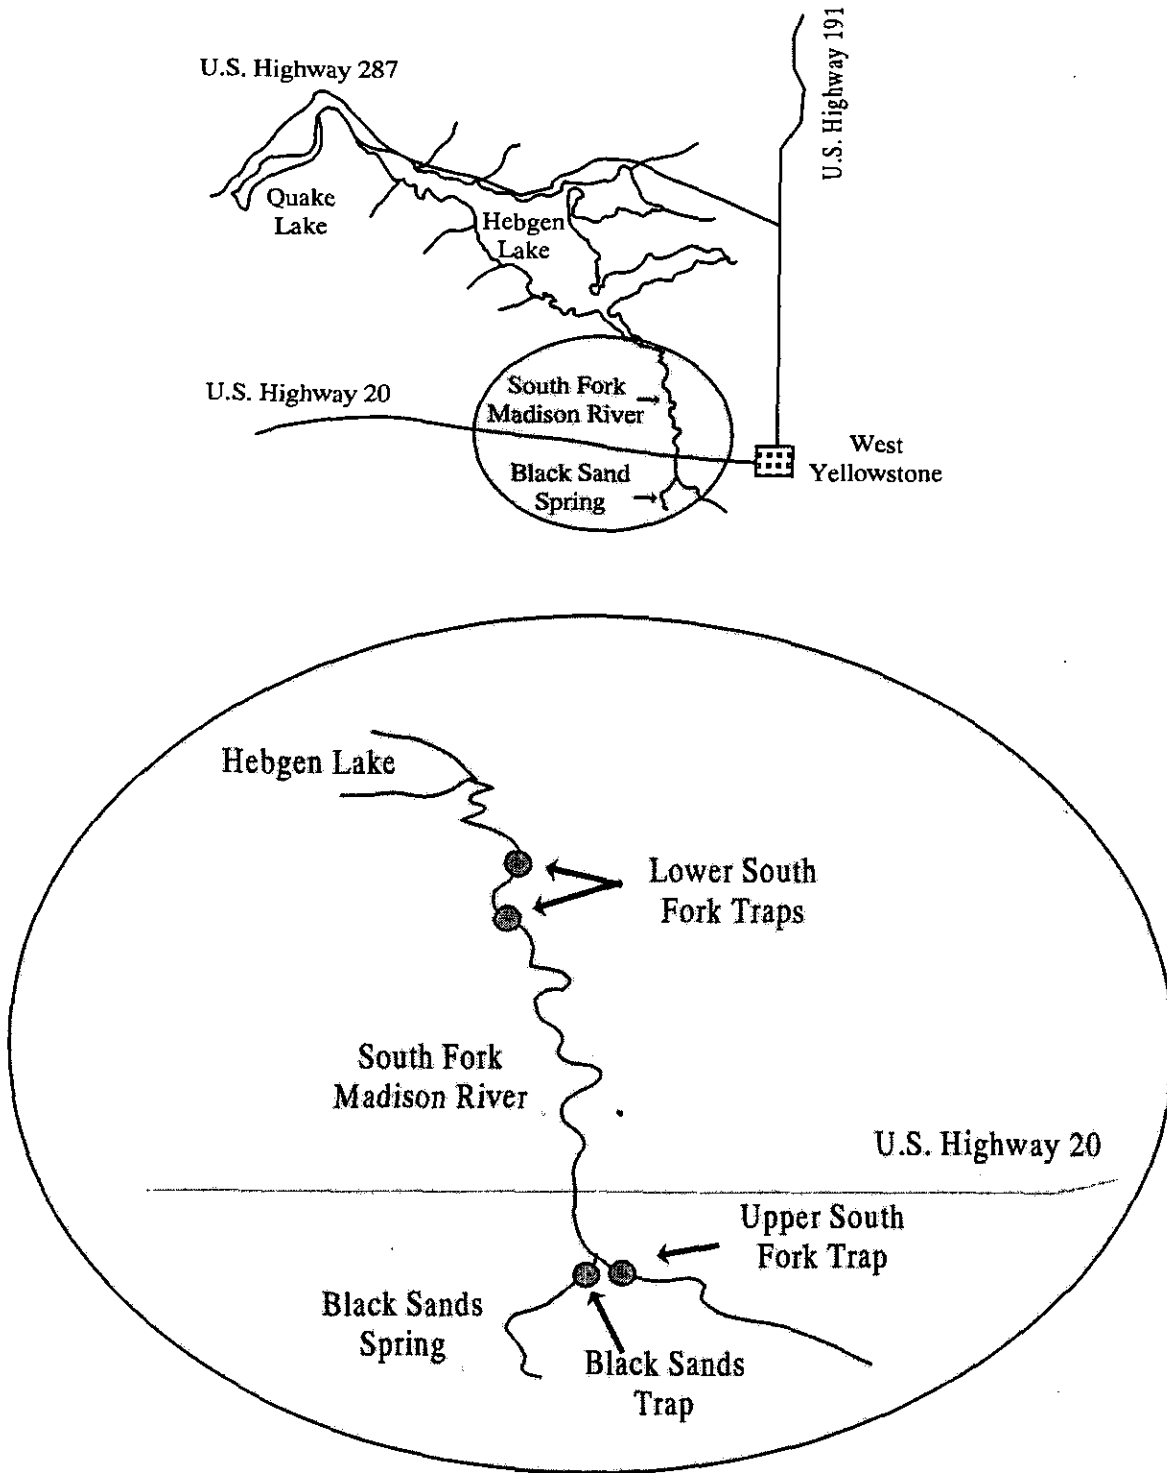 U.S. Highway 191
U.S. Highway 287
Quake
Lake
Hebgen
Lake
U.S. Highway 20
South Fork
Madison River
Black Sand
Spring
West
Yellowstone
Hebgen Lake
Lower South
Fork Traps
South Fork
Madison River
U.S. Highway 20
Upper South
Fork Trap
Black Sands
Spring
Black Sands
Trap